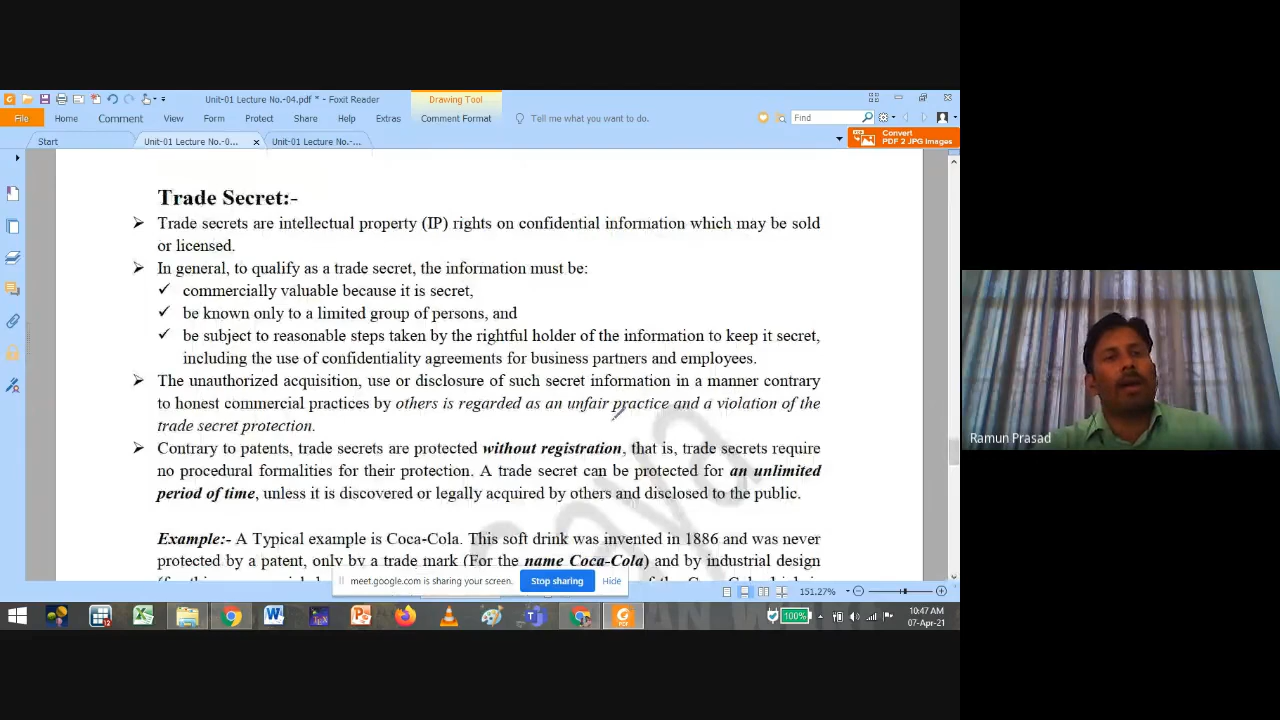 Unit-01 Lecture No.-04.pdf * - Foxit Reader
Drawing Tool
File Home Comment View Form Protect Share Help Extras Comment Format Tell me what you want to do. Find
Start Unit-01 Lecture No.-0... Unit-01 Lecture No.-...
Convert
PDF 2 JPG Images
Trade Secret:-
Trade secrets are intellectual property (IP) rights on confidential information which may be sold
or licensed.
In general, to qualify as a trade secret, the information must be:
commercially valuable because it is secret,
be known only to a limited group of persons, and
be subject to reasonable steps taken by the rightful holder of the information to keep it secret,
including the use of confidentiality agreements for business partners and employees.
The unauthorized acquisition, use or disclosure of such secret information in a manner contrary
to honest commercial practices by others is regarded as an unfair practice and a violation of the
trade secret protection.
Contrary to patents, trade secrets are protected without registration, that is, trade secrets require
no procedural formalities for their protection. A trade secret can be protected for an unlimited
period of time, unless it is discovered or legally acquired by others and disclosed to the public.
Example:- A Typical example is Coca-Cola. This soft drink was invented in 1886 and was never
protected by a patent, only by a trade mark (For the name Coca-Cola) and by industrial design
meet.google.com is sharing your screen. Stop sharing Hide
151.27%
100%
10:47 AM
07-Apr-21
Ramun Prasad